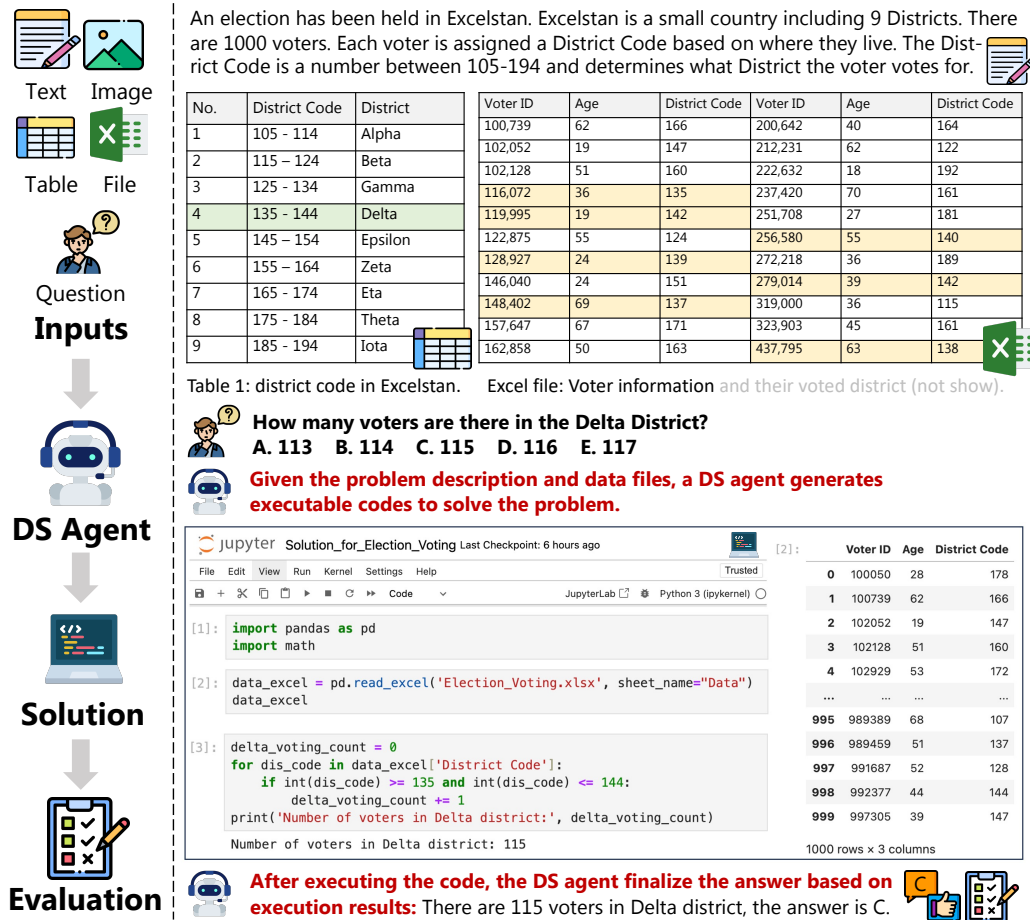 Text Image
Table File
Question
Inputs
DS Agent
Solution
Evaluation
An election has been held in Excelstan. Excelstan is a small country including 9 Districts. There
are 1000 voters. Each voter is assigned a District Code based on where they live. The Dist-
rict Code is a number between 105-194 and determines what District the voter votes for.
No. District Code District
1 105 - 114 Alpha
2 115 – 124 Beta
3 125 - 134 Gamma
4 135 - 144 Delta
5 145 – 154 Epsilon
6 155 – 164 Zeta
7 165 - 174 Eta
8 175 - 184 Theta
9 185 - 194 Iota
Voter ID Age District Code Voter ID Age District Code
100,739 62 166 200,642 40 164
102,052 19 147 212,231 62 122
102,128 51 160 222,632 18 192
116,072 36 135 237,420 70 161
119,995 19 142 251,708 27 181
122,875 55 124 256,580 55 140
128,927 24 139 272,218 36 189
146,040 24 151 279,014 39 142
148,402 69 137 319,000 36 115
157,647 67 171 323,903 45 161
162,858 50 163 437,795 63 138
Table 1: district code in Excelstan. Excel file: Voter information and their voted district (not show).
How many voters are there in the Delta District?
A. 113 B. 114 C. 115 D. 116 E. 117
Given the problem description and data files, a DS agent generates
executable codes to solve the problem.
jupyter Solution_for_Election_Voting Last Checkpoint: 6 hours ago
File Edit View Run Kernel Settings Help Trusted
Code JupyterLab Python 3 (ipykernel)
[1]: import pandas as pd
import math
[2]: data_excel = pd.read_excel('Election_Voting.xlsx', sheet_name="Data")
data_excel
[3]: delta_voting_count = 0
for dis_code in data_excel['District Code']:
    if int(dis_code) >= 135 and int(dis_code) <= 144:
        delta_voting_count += 1
print('Number of voters in Delta district:', delta_voting_count)
Number of voters in Delta district: 115
[2]: Voter ID Age District Code
0 100050 28 178
1 100739 62 166
2 102052 19 147
3 102128 51 160
4 102929 53 172
... ... ... ...
995 989389 68 107
996 989459 51 137
997 991687 52 128
998 992377 44 144
999 997305 39 147
1000 rows × 3 columns
After executing the code, the DS agent finalize the answer based on
execution results: There are 115 voters in Delta district, the answer is C.
C